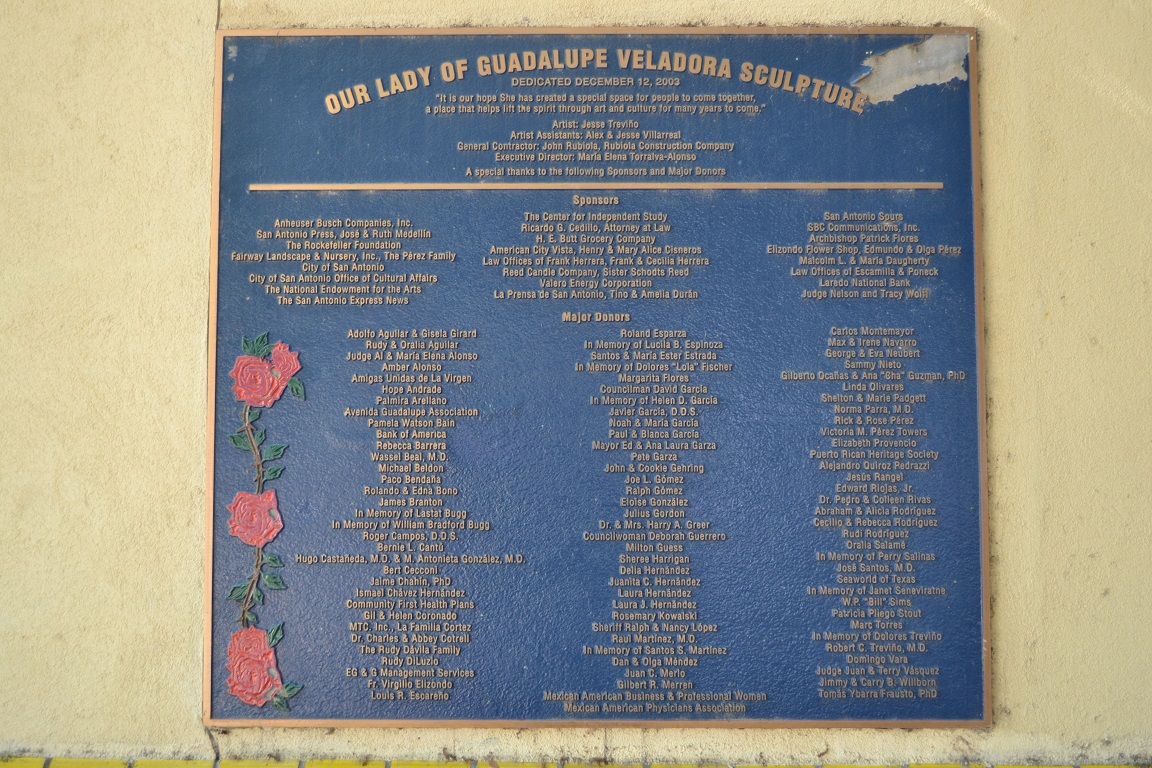 OUR LADY OF GUADALUPE VELADORA SCULPTURE
DEDICATED DECEMBER 12, 2003
"It is our hope She has created a special space for people to come together,
a place that helps lift the spirit through art and culture for many years to come."
Artist: Jesse Treviño
Artist Assistants: Alex & Jesse Villarreal
General Contractor: John Rubiola, Rubiola Construction Company
Executive Director: María Elena Torralva-Alonso
A special thanks to the following Sponsors and Major Donors
Sponsors
Anheuser Busch Companies, Inc.
San Antonio Press, José & Ruth Medellín
The Rockefeller Foundation
Fairway Landscape & Nursery, Inc., The Pérez Family
City of San Antonio
City of San Antonio Office of Cultural Affairs
The National Endowment for the Arts
The San Antonio Express News
The Center for Independent Study
Ricardo G. Cedillo, Attorney at Law
H. E. Butt Grocery Company
American City Vista, Henry & Mary Alice Cisneros
Law Offices of Frank Herrera, Frank & Cecilia Herrera
Reed Candle Company, Sister Schodts Reed
Valero Energy Corporation
La Prensa de San Antonio, Tino & Amelia Durán
San Antonio Spurs
SBC Communications, Inc.
Archbishop Patrick Flores
Elizondo Flower Shop, Edmundo & Olga Pérez
Malcolm L. & María Daugherty
Law Offices of Escamilla & Poneck
Laredo National Bank
Judge Nelson and Tracy Wolff
Major Donors
Adolfo Aguilar & Gisela Girard
Rudy & Oralia Aguilar
Judge Al & María Elena Alonso
Amber Alonso
Amigas Unidas de La Virgen
Hope Andrade
Palmira Arellano
Avenida Guadalupe Association
Pamela Watson Bain
Bank of America
Rebecca Barrera
Wassel Beal, M.D.
Michael Beldon
Paco Bendaña
Rolando & Edna Bono
James Branton
In Memory of Lastat Bugg
In Memory of William Bradford Bugg
Roger Campos, D.D.S.
Bernie L. Cantú
Hugo Castañeda, M.D. & M. Antonieta González, M.D.
Bert Cecconi
Jaime Chahin, PhD
Ismael Chávez Hernández
Community First Health Plans
Gil & Helen Coronado
MTC, Inc., La Familia Cortez
Dr. Charles & Abbey Cotrell
The Rudy Dávila Family
Rudy DiLuzio
EG & G Management Services
Fr. Virgilio Elizondo
Louis R. Escareño
Roland Esparza
In Memory of Lucila B. Espinoza
Santos & María Ester Estrada
In Memory of Dolores "Lola" Fischer
Margarita Flores
Councilman David García
In Memory of Helen D. García
Javier García, D.D.S.
Noah & María García
Paul & Bianca García
Mayor Ed & Ana Laura Garza
Pete Garza
John & Cookie Gehring
Joe L. Gómez
Ralph Gómez
Eloise González
Julius Gordon
Dr. & Mrs. Harry A. Greer
Councilwoman Deborah Guerrero
Milton Guess
Sheree Harrigan
Delia Hernández
Juanita C. Hernández
Laura Hernández
Laura J. Hernández
Rosemary Kowalski
Sheriff Ralph & Nancy López
Raul Martínez, M.D.
In Memory of Santos S. Martínez
Dan & Olga Méndez
Juan C. Merlo
Gilbert R. Merren
Mexican American Business & Professional Women
Mexican American Physicians Association
Carlos Montemayor
Max & Irene Navarro
George & Eva Neubert
Sammy Nieto
Gilberto Ocañas & Ana "Cha" Guzman, PhD
Linda Olivares
Shelton & Marie Padgett
Norma Parra, M.D.
Rick & Rose Pérez
Victoria M. Pérez Towers
Elizabeth Provencio
Puerto Rican Heritage Society
Alejandro Quiroz Pedrazzi
Jesús Rangel
Edward Riojas, Jr.
Dr. Pedro & Colleen Rivas
Abraham & Alicia Rodríguez
Cecilio & Rebecca Rodríguez
Rudi Rodríguez
Oralia Salamé
In Memory of Perry Salinas
José Santos, M.D.
Seaworld of Texas
In Memory of Janet Seneviratne
W.P. "Bill" Sims
Patricia Pliego Stout
Marc Torres
In Memory of Dolores Treviño
Robert C. Treviño, M.D.
Domingo Vara
Judge Juan & Terry Vásquez
Jimmy & Carry B. Willborn
Tomás Ybarra Frausto, PhD